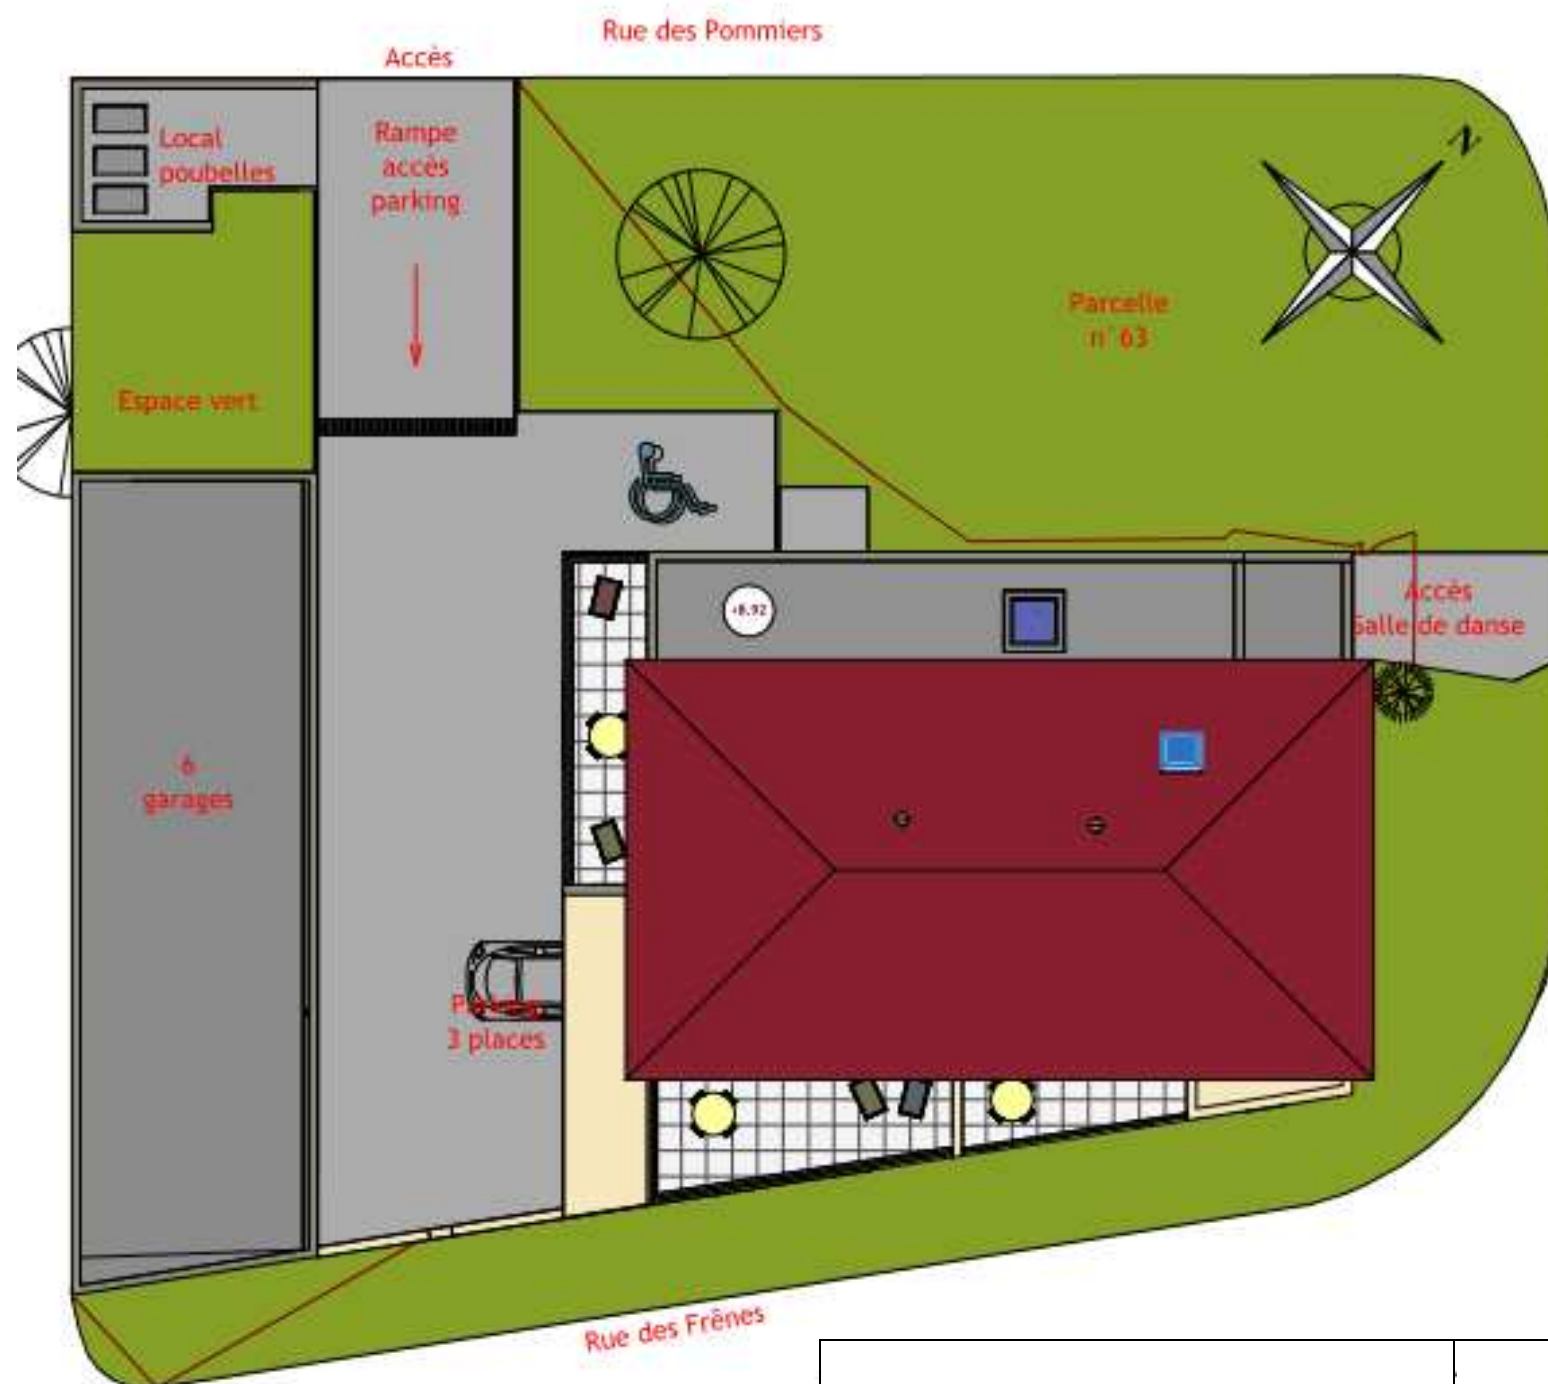 Rue des Pommiers
Accès
Local
poubelles
Rampe
accès
parking
N
Parcelle
n°63
Espace vert
+8.92
Accès
Salle de danse
6
garages
3 places
Rue des Frênes